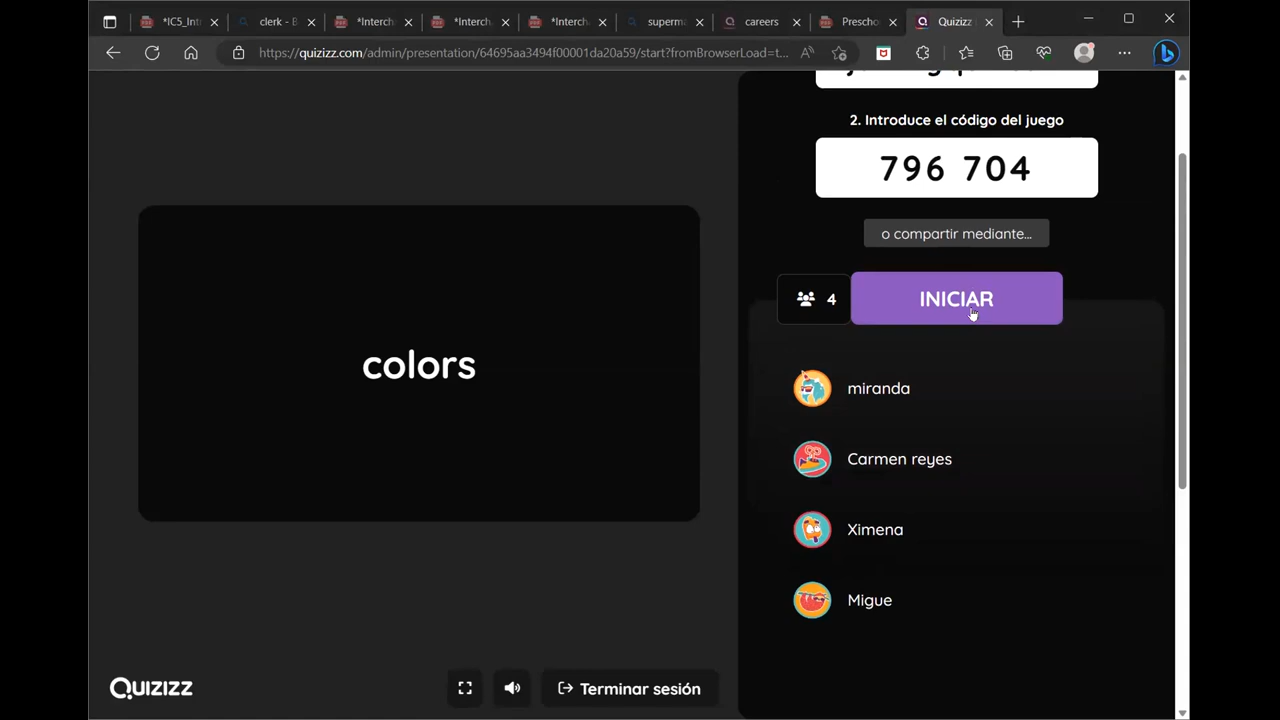 *IC5_Int
clerk - B
*Interch
*Interch
*Interch
superma
careers
Prescho
Quizizz
https://quizizz.com/admin/presentation/64695aa3494f00001da20a59/start?fromBrowserLoad=t...
2. Introduce el código del juego
796 704
o compartir mediante...
4
INICIAR
colors
miranda
Carmen reyes
Ximena
Migue
Quizizz
Terminar sesión